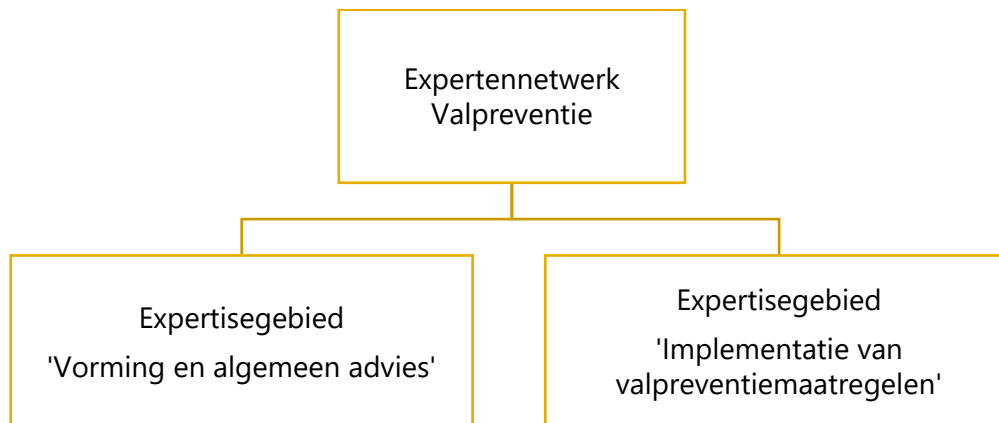 Expertennetwerk
Valpreventie
Expertisegebied
'Vorming en algemeen advies'
Expertisegebied
'Implementatie van
valpreventiemaatregelen'